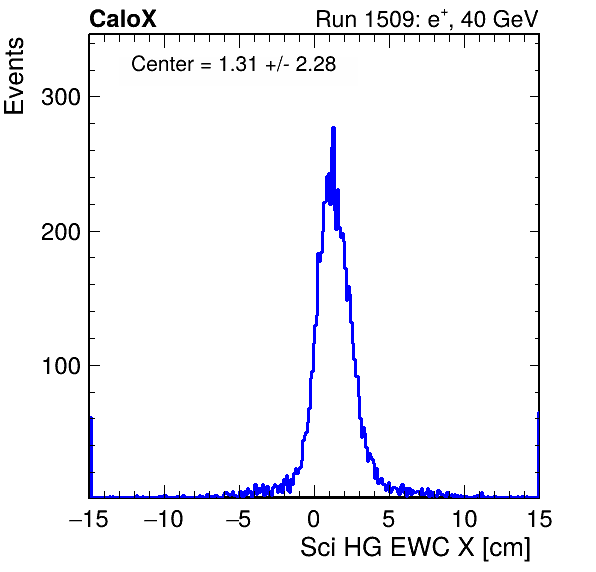 CaloX Run 1509: e⁺, 40 GeV
Events
Center = 1.31 +/- 2.28
300
200
100
−15 −10 −5 0 5 10 15
Sci HG EWC X [cm]